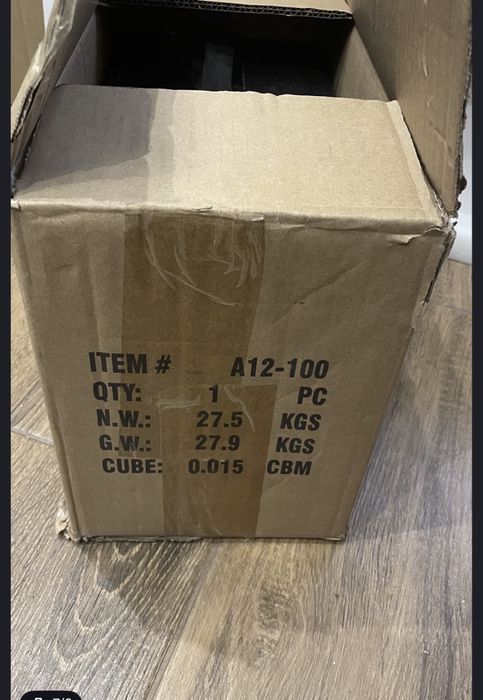 ITEM # A12-100
QTY: 1 PC
N.W.: 27.5 KGS
G.W.: 27.9 KGS
CUBE: 0.015 CBM